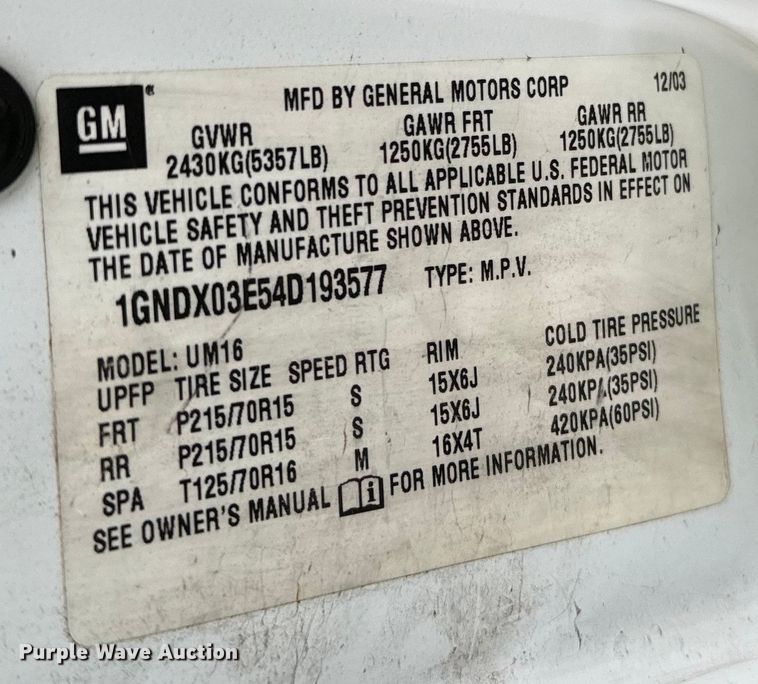 GM
MFD BY GENERAL MOTORS CORP 12/03
GVWR GAWR FRT GAWR RR
2430KG(5357LB) 1250KG(2755LB) 1250KG(2755LB)
THIS VEHICLE CONFORMS TO ALL APPLICABLE U.S. FEDERAL MOTOR
VEHICLE SAFETY AND THEFT PREVENTION STANDARDS IN EFFECT ON
THE DATE OF MANUFACTURE SHOWN ABOVE.
1GNDX03E54D193577 TYPE: M.P.V.
MODEL: UM16
UPFP TIRE SIZE SPEED RTG RIM COLD TIRE PRESSURE
FRT P215/70R15 S 15X6J 240KPA(35PSI)
RR P215/70R15 S 15X6J 240KPA(35PSI)
SPA T125/70R16 M 16X4T 420KPA(60PSI)
SEE OWNER'S MANUAL i FOR MORE INFORMATION.
Purple Wave Auction